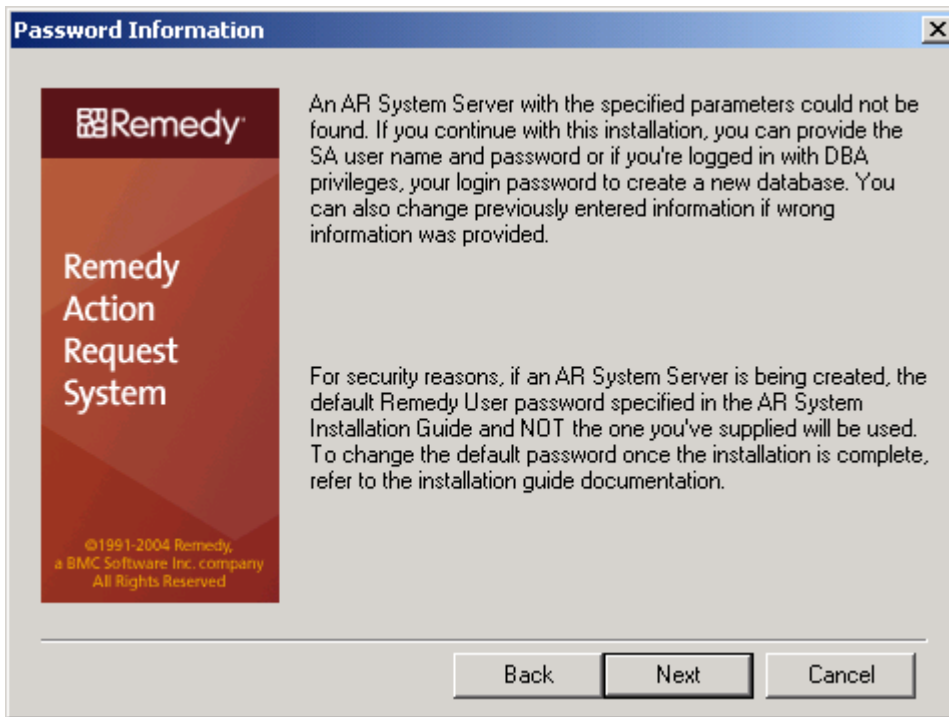 Password Information
Remedy
Remedy
Action
Request
System
©1991-2004 Remedy,
a BMC Software Inc. company
All Rights Reserved
An AR System Server with the specified parameters could not be
found. If you continue with this installation, you can provide the
SA user name and password or if you're logged in with DBA
privileges, your login password to create a new database. You
can also change previously entered information if wrong
information was provided.
For security reasons, if an AR System Server is being created, the
default Remedy User password specified in the AR System
Installation Guide and NOT the one you've supplied will be used.
To change the default password once the installation is complete,
refer to the installation guide documentation.
Back
Next
Cancel